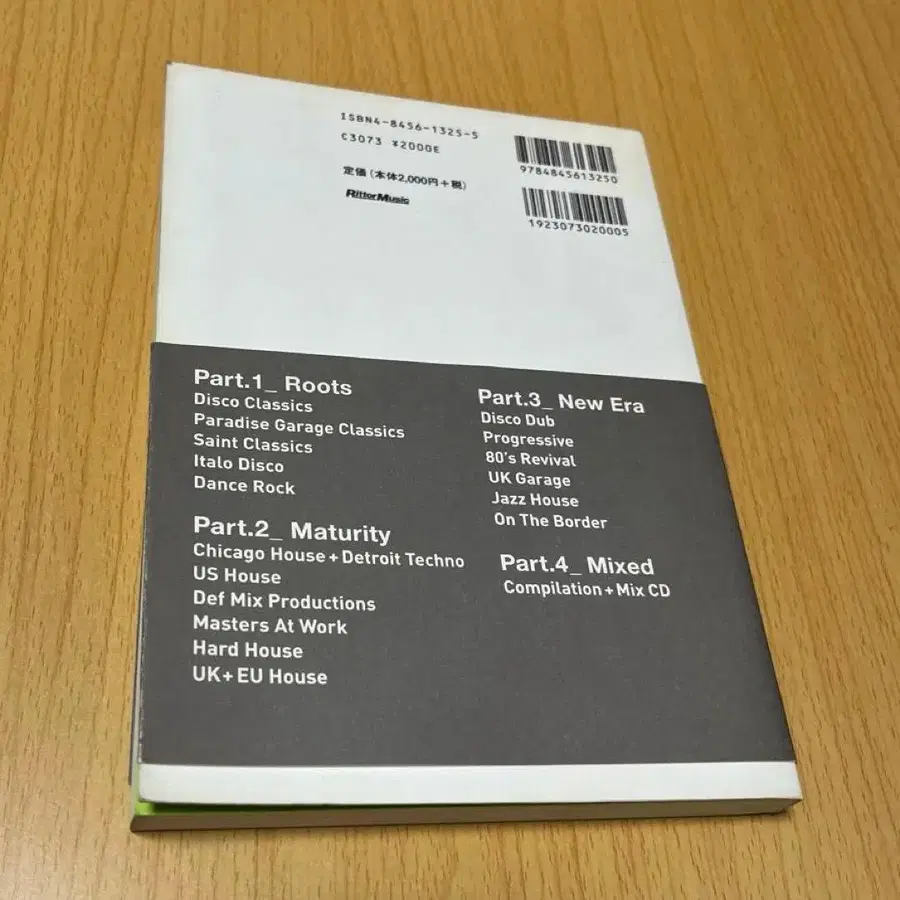 ISBN4-8456-1325-5
C3073 ¥2000E
定価(本体2,000円+税)
RittorMusic
9784845613250
1923073020005
Part.1_ Roots
Disco Classics
Paradise Garage Classics
Saint Classics
Italo Disco
Dance Rock
Part.2_ Maturity
Chicago House+Detroit Techno
US House
Def Mix Productions
Masters At Work
Hard House
UK+EU House
Part.3_ New Era
Disco Dub
Progressive
80's Revival
UK Garage
Jazz House
On The Border
Part.4_ Mixed
Compilation+Mix CD